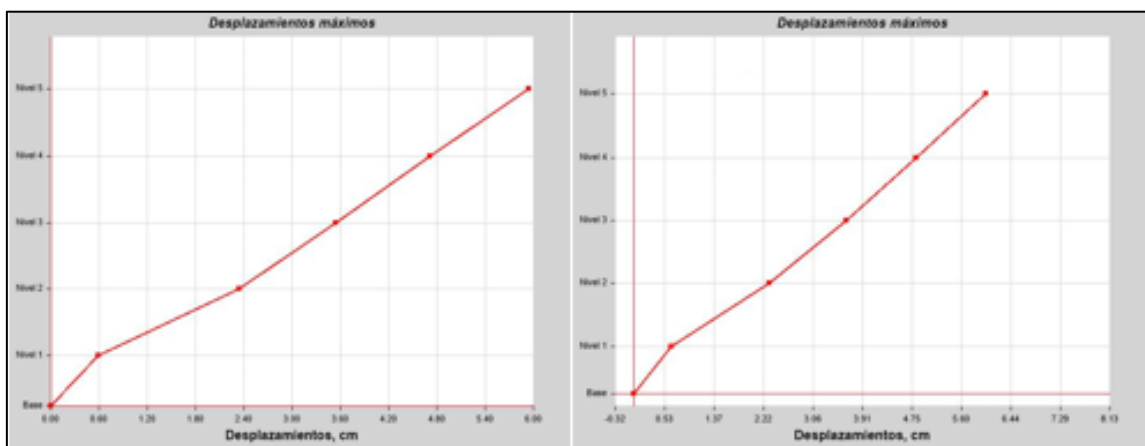 Desplazamientos máximos
Nivel 5
Nivel 4
Nivel 3
Nivel 2
Nivel 1
Base
0.00 0.60 1.20 1.80 2.40 3.00 3.60 4.20 4.80 5.40 6.00
Desplazamientos, cm
Desplazamientos máximos
Nivel 5
Nivel 4
Nivel 3
Nivel 2
Nivel 1
Base
-0.32 0.53 1.37 2.22 3.06 3.91 4.75 5.60 6.44 7.29 8.13
Desplazamientos, cm